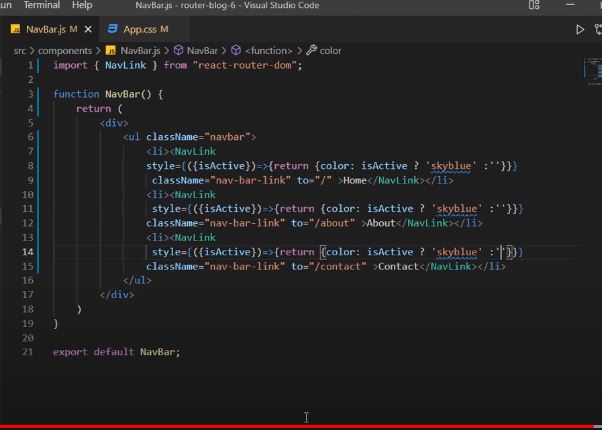 Terminal Help NavBar.js - router-blog-6 - Visual Studio Code
JS NavBar.js M × App.css M
src > components > JS NavBar.js > NavBar > <function> > color
1 import { NavLink } from "react-router-dom";
2
3 function NavBar() {
4 return (
5 <div>
6 <ul className="navbar">
7 <li><NavLink
8 style={({isActive})=>{return {color: isActive ? 'skyblue' :''}}}
9 className="nav-bar-link" to="/" >Home</NavLink></li>
10 <li><NavLink
11 style={({isActive})=>{return {color: isActive ? 'skyblue' :''}}}
12 className="nav-bar-link" to="/about" >About</NavLink></li>
13 <li><NavLink
14 style={({isActive})=>{return {color: isActive ? 'skyblue' :''}}}
15 className="nav-bar-link" to="/contact" >Contact</NavLink></li>
16 </ul>
17 </div>
18 )
19 }
20
21 export default NavBar;